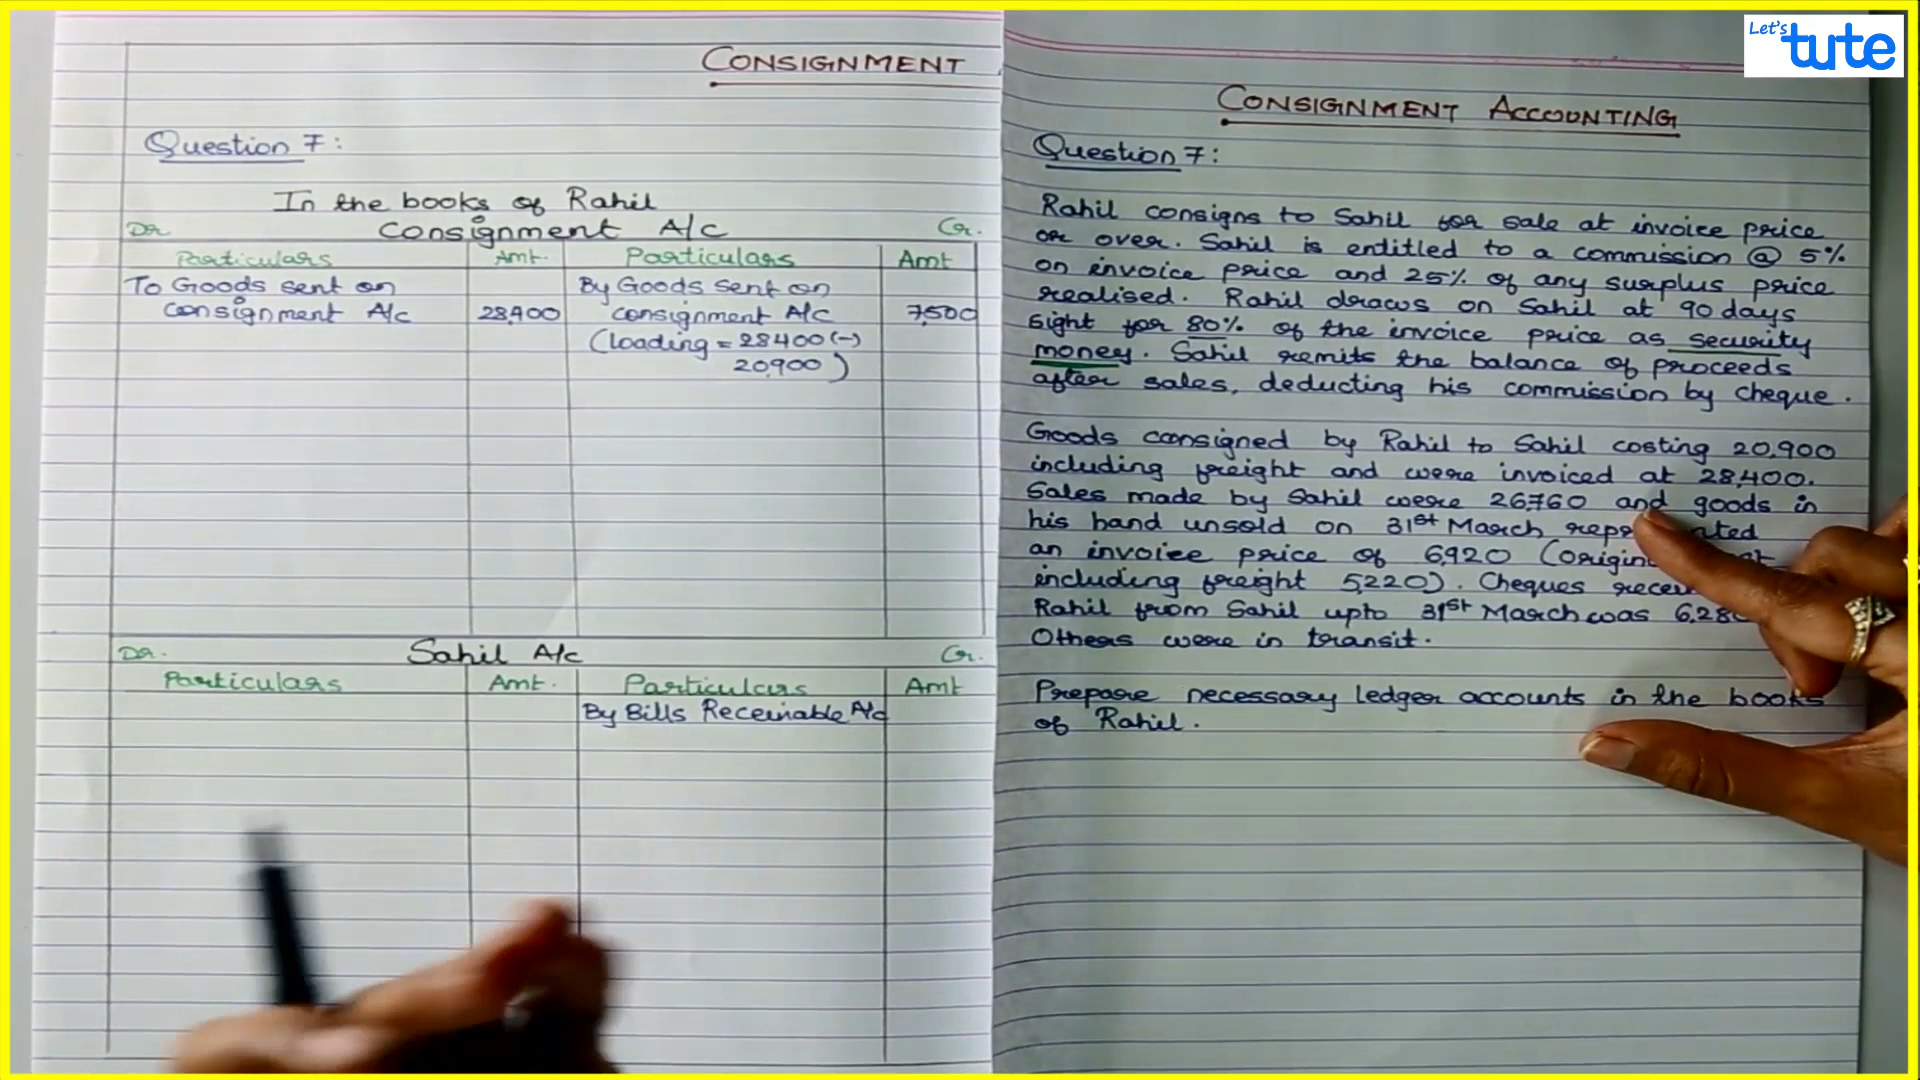 CONSIGNMENT
Question 7:
In the books of Rahil
Dr. Consignment A/c Cr.
Particulars Amt. Particulars Amt
To Goods sent on By Goods sent on
consignment A/c 28,400 consignment A/c 7,500
(loading = 28400 (-)
20,900)
Dr. Sahil A/c Cr.
Particulars Amt. Particulars Amt
By Bills Receivable A/c
Let's tute
CONSIGNMENT ACCOUNTING
Question 7:
Rahil consigns to Sahil for sale at invoice price
or over. Sahil is entitled to a commission @ 5%
on invoice price and 25% of any surplus price
realised. Rahil draws on Sahil at 90 days
sight for 80% of the invoice price as security
money. Sahil remits the balance of proceeds
after sales, deducting his commission by cheque.
Goods consigned by Rahil to Sahil costing 20,900
including freight and were invoiced at 28,400.
Sales made by Sahil were 26,760 and goods in
his hand unsold on 31st March
an invoice price of 6,920
including freight 5,220). Cheques
Rahil from Sahil upto 31st March was
Others were in transit.
Prepare necessary ledger accounts in the books
of Rahil.